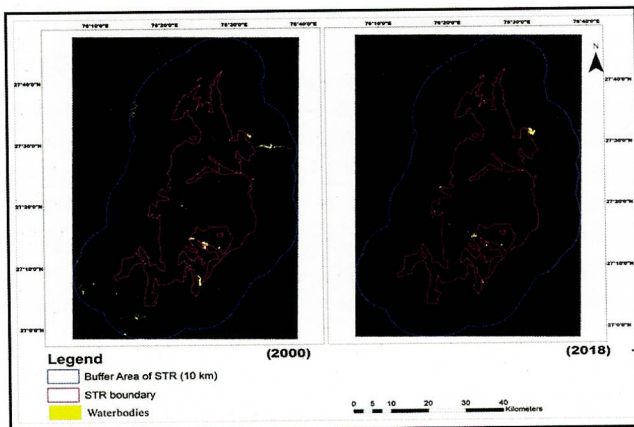 76°10'0"E 76°20'0"E 76°30'0"E 76°40'0"E 76°10'0"E 76°20'0"E 76°30'0"E 76°40'0"E
N
27°40'0"N 27°40'0"N
27°30'0"N 27°30'0"N
27°20'0"N 27°20'0"N
27°10'0"N 27°10'0"N
27°0'0"N 27°0'0"N
(2000) (2018)
Legend
Buffer Area of STR (10 km)
STR boundary
Waterbodies
0 5 10 20 30 40
Kilometers